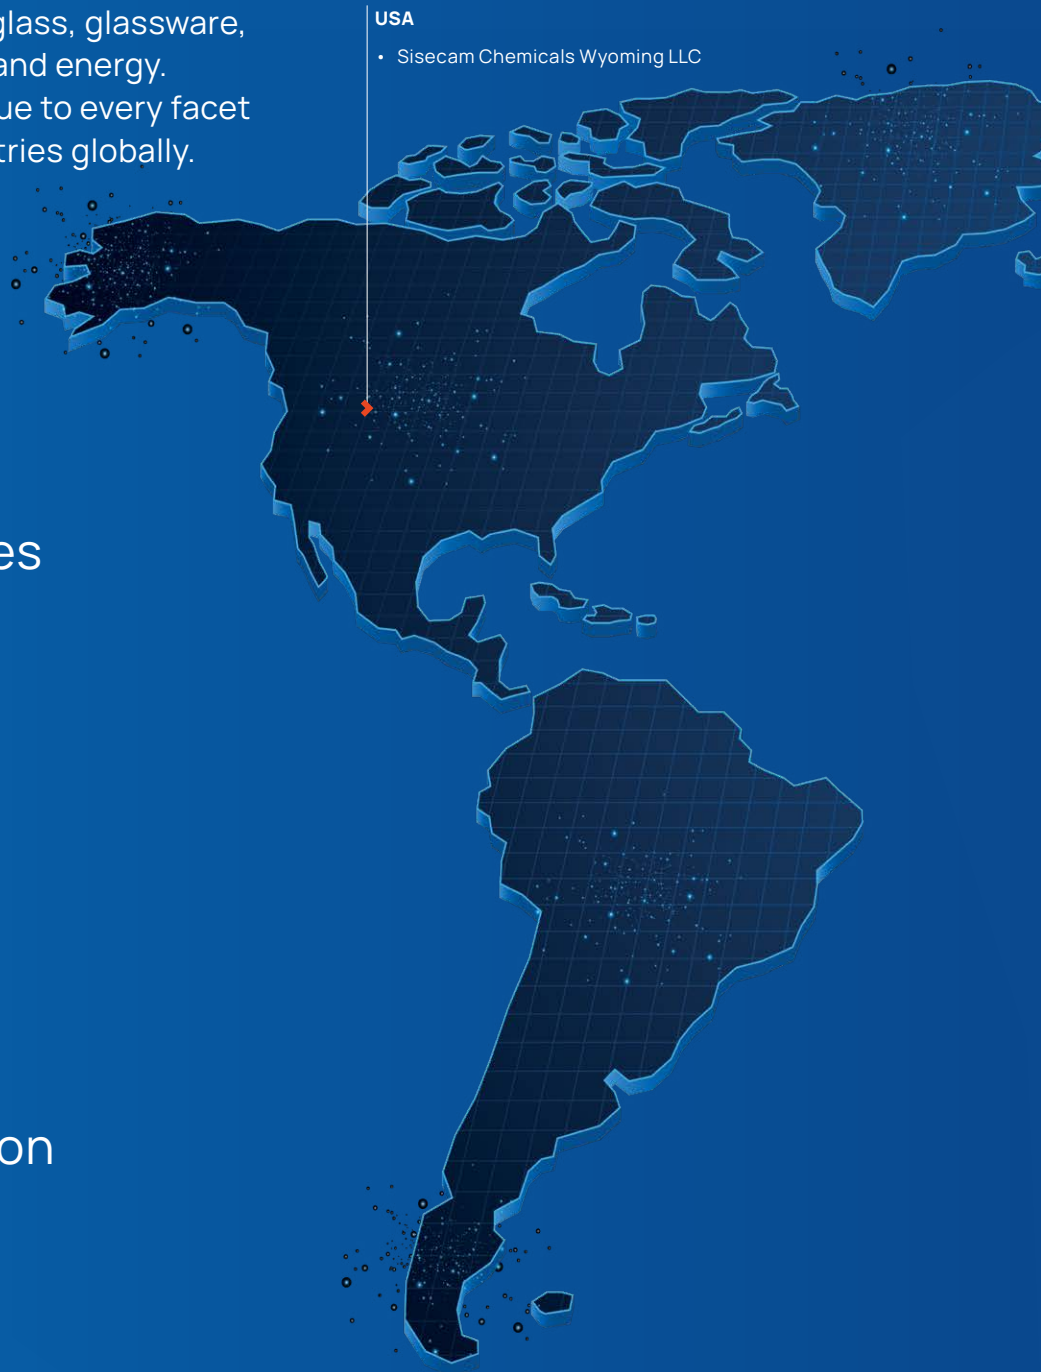 glass, glassware,
and energy.
ue to every facet
tries globally.
USA
• Sisecam Chemicals Wyoming LLC
es
on